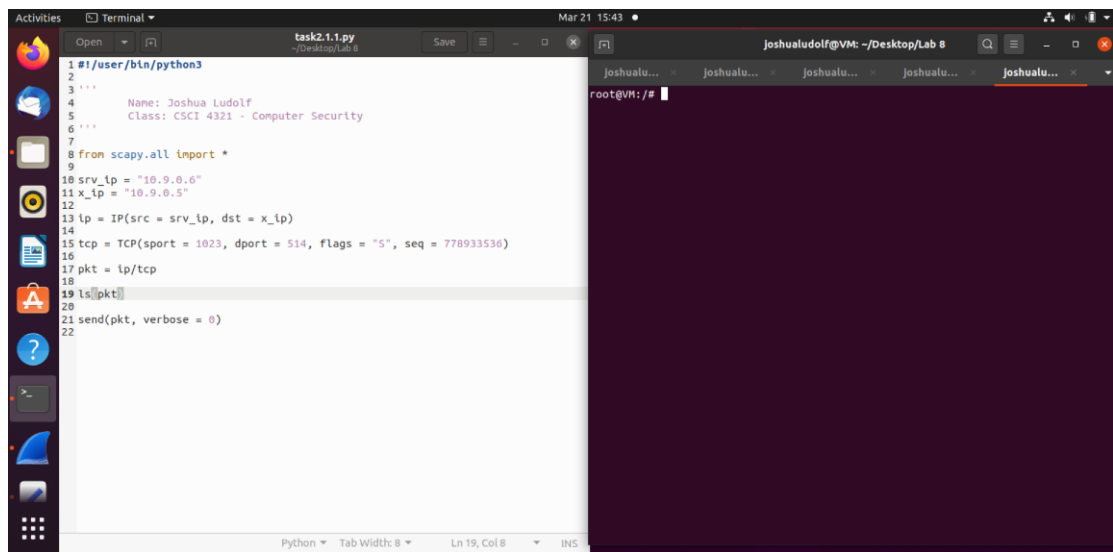 Activities Terminal Mar 21 15:43
Open task2.1.1.py Save
~/Desktop/Lab 8
1 #!/user/bin/python3
2
3 '''
4 Name: Joshua Ludolf
5 Class: CSCI 4321 - Computer Security
6 '''
7
8 from scapy.all import *
9
10 srv_ip = "10.9.0.6"
11 x_ip = "10.9.0.5"
12
13 ip = IP(src = srv_ip, dst = x_ip)
14
15 tcp = TCP(sport = 1023, dport = 514, flags = "S", seq = 778933536)
16
17 pkt = ip/tcp
18
19 ls(pkt)
20
21 send(pkt, verbose = 0)
22
Python Tab Width: 8 Ln 19, Col 8 INS
joshualudolf@VM: ~/Desktop/Lab 8
joshualu... joshualu... joshualu... joshualu... joshualu...
root@VM:/#